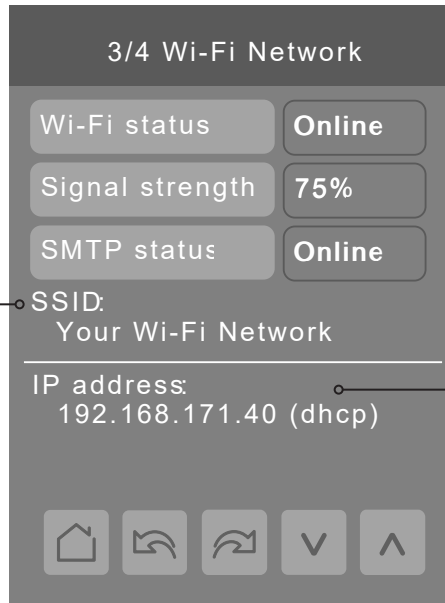 3/4 Wi-Fi Network
Wi-Fi status
Online
Signal strength
75%
SMTP status
Online
SSID:
Your Wi-Fi Network
IP address:
192.168.171.40 (dhcp)